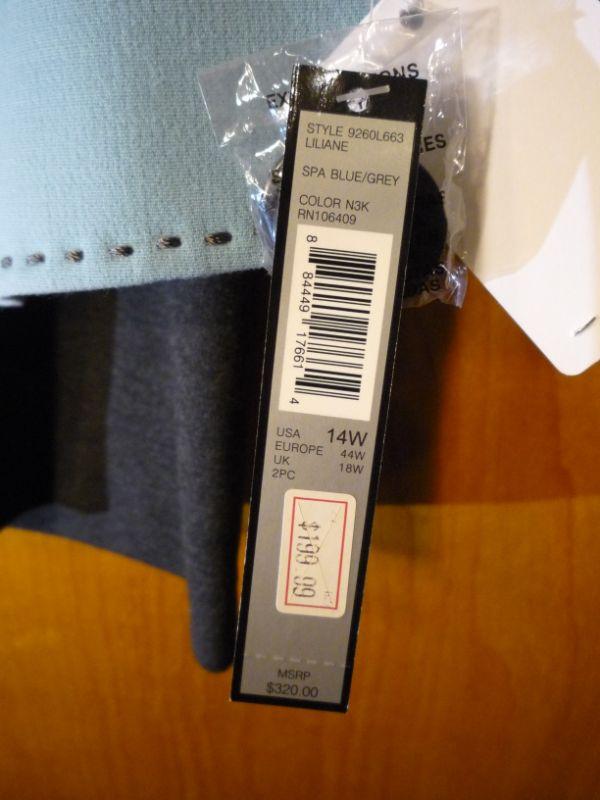 STYLE 9260L663
LILIANE
SPA BLUE/GREY
COLOR N3K
RN106409
8 84449 17661 4
USA 14W
EUROPE 44W
UK 18W
2PC
$199.99
MSRP
$320.00